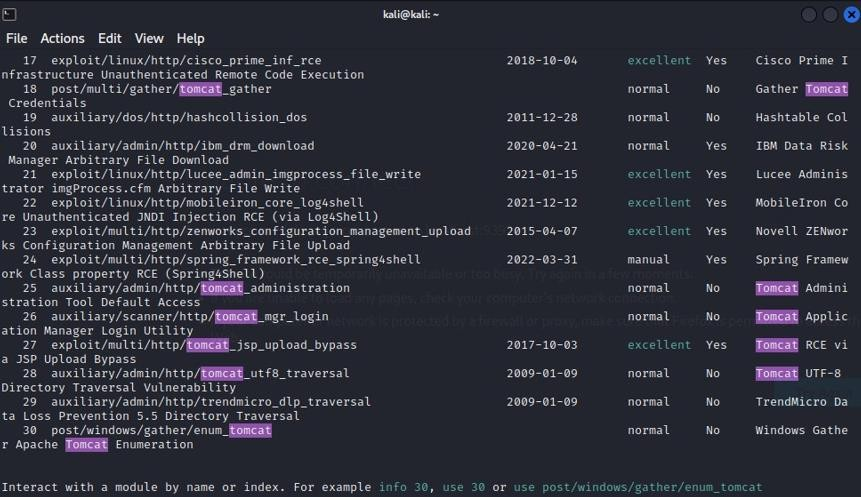 kali@kali: ~
File Actions Edit View Help
17 exploit/linux/http/cisco_prime_inf_rce 2018-10-04 excellent Yes Cisco Prime I
nfrastructure Unauthenticated Remote Code Execution
18 post/multi/gather/tomcat_gather normal No Gather Tomcat
Credentials
19 auxiliary/dos/http/hashcollision_dos 2011-12-28 normal No Hashtable Col
lisions
20 auxiliary/admin/http/ibm_drm_download 2020-04-21 normal Yes IBM Data Risk
Manager Arbitrary File Download
21 exploit/linux/http/lucee_admin_imgprocess_file_write 2021-01-15 excellent Yes Lucee Adminis
trator imgProcess.cfm Arbitrary File Write
22 exploit/linux/http/mobileiron_core_log4shell 2021-12-12 excellent Yes MobileIron Co
re Unauthenticated JNDI Injection RCE (via Log4Shell)
23 exploit/multi/http/zenworks_configuration_management_upload 2015-04-07 excellent Yes Novell ZENwor
ks Configuration Management Arbitrary File Upload
24 exploit/multi/http/spring_framework_rce_spring4shell 2022-03-31 manual Yes Spring Framew
ork Class property RCE (Spring4Shell)
25 auxiliary/admin/http/tomcat_administration normal No Tomcat Admini
stration Tool Default Access
26 auxiliary/scanner/http/tomcat_mgr_login normal No Tomcat Applic
ation Manager Login Utility
27 exploit/multi/http/tomcat_jsp_upload_bypass 2017-10-03 excellent Yes Tomcat RCE vi
a JSP Upload Bypass
28 auxiliary/admin/http/tomcat_utf8_traversal 2009-01-09 normal No Tomcat UTF-8
Directory Traversal Vulnerability
29 auxiliary/admin/http/trendmicro_dlp_traversal 2009-01-09 normal No TrendMicro Da
ta Loss Prevention 5.5 Directory Traversal
30 post/windows/gather/enum_tomcat normal No Windows Gathe
r Apache Tomcat Enumeration
Interact with a module by name or index. For example info 30, use 30 or use post/windows/gather/enum_tomcat